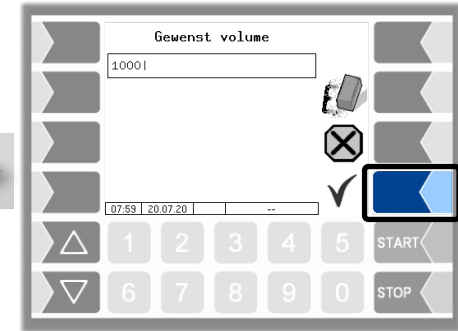 Gewenst volume
1000
07:59 20.07.20 --
1 2 3 4 5 START
6 7 8 9 0 STOP